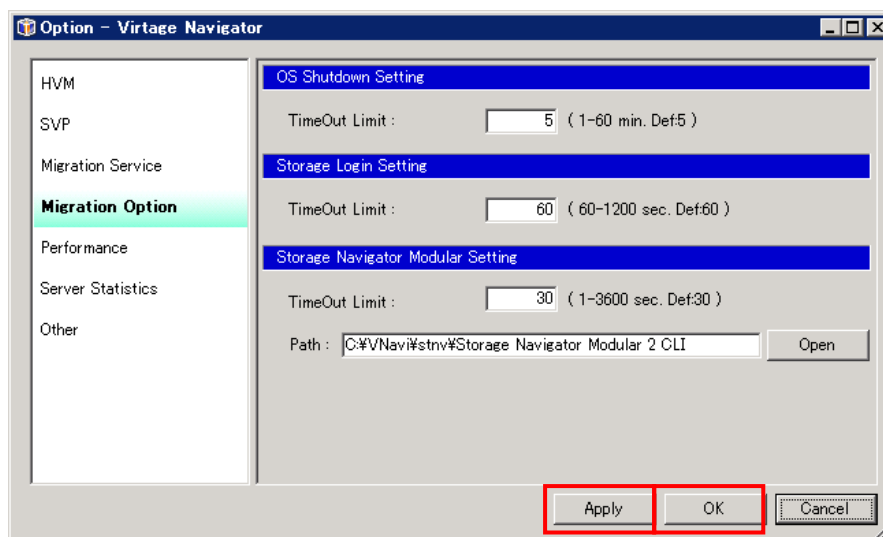 Option - Virtage Navigator
HVM
SVP
Migration Service
Migration Option
Performance
Server Statistics
Other
OS Shutdown Setting
TimeOut Limit : 5 ( 1-60 min. Def:5 )
Storage Login Setting
TimeOut Limit : 60 ( 60-1200 sec. Def:60 )
Storage Navigator Modular Setting
TimeOut Limit : 30 ( 1-3600 sec. Def:30 )
Path : C:¥VNavi¥stnv¥Storage Navigator Modular 2 CLI Open
Apply OK Cancel